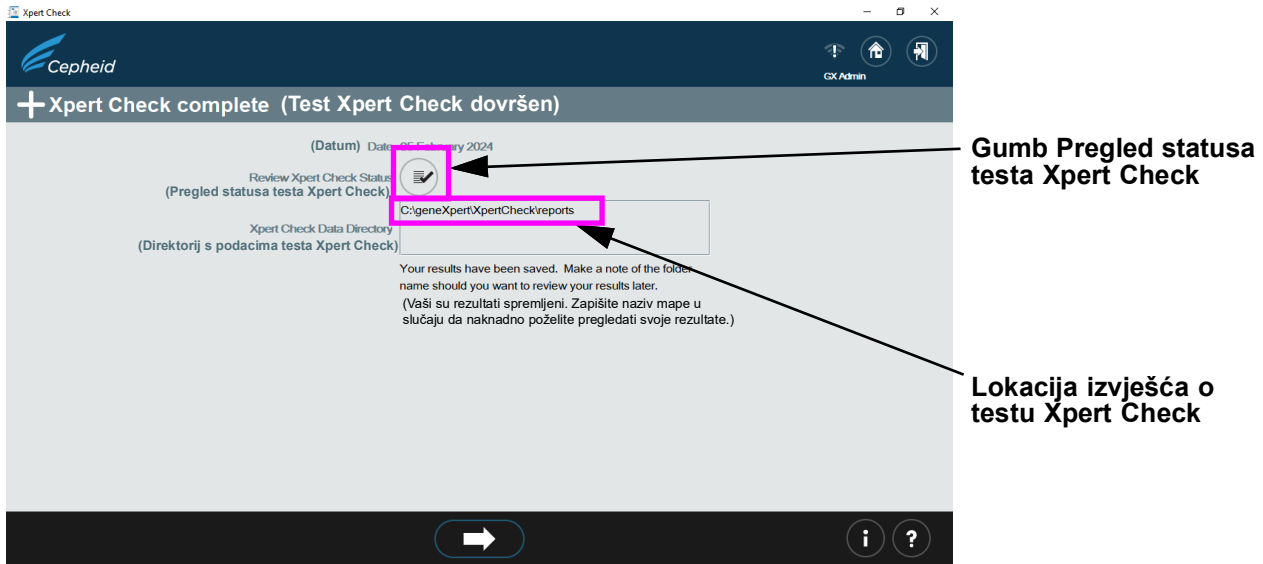 Xpert Check
Cepheid
GX Admin
Xpert Check complete (Test Xpert Check dovršen)
(Datum) Date 05 February 2024
Review Xpert Check Status
(Pregled statusa testa Xpert Check)
C:\geneXpert\XpertCheck\reports
Xpert Check Data Directory
(Direktorij s podacima testa Xpert Check)
Your results have been saved. Make a note of the folder
name should you want to review your results later.
(Vaši su rezultati spremljeni. Zapišite naziv mape u
slučaju da naknadno poželite pregledati svoje rezultate.)
i ?
Gumb Pregled statusa
testa Xpert Check
Lokacija izvješća o
testu Xpert Check